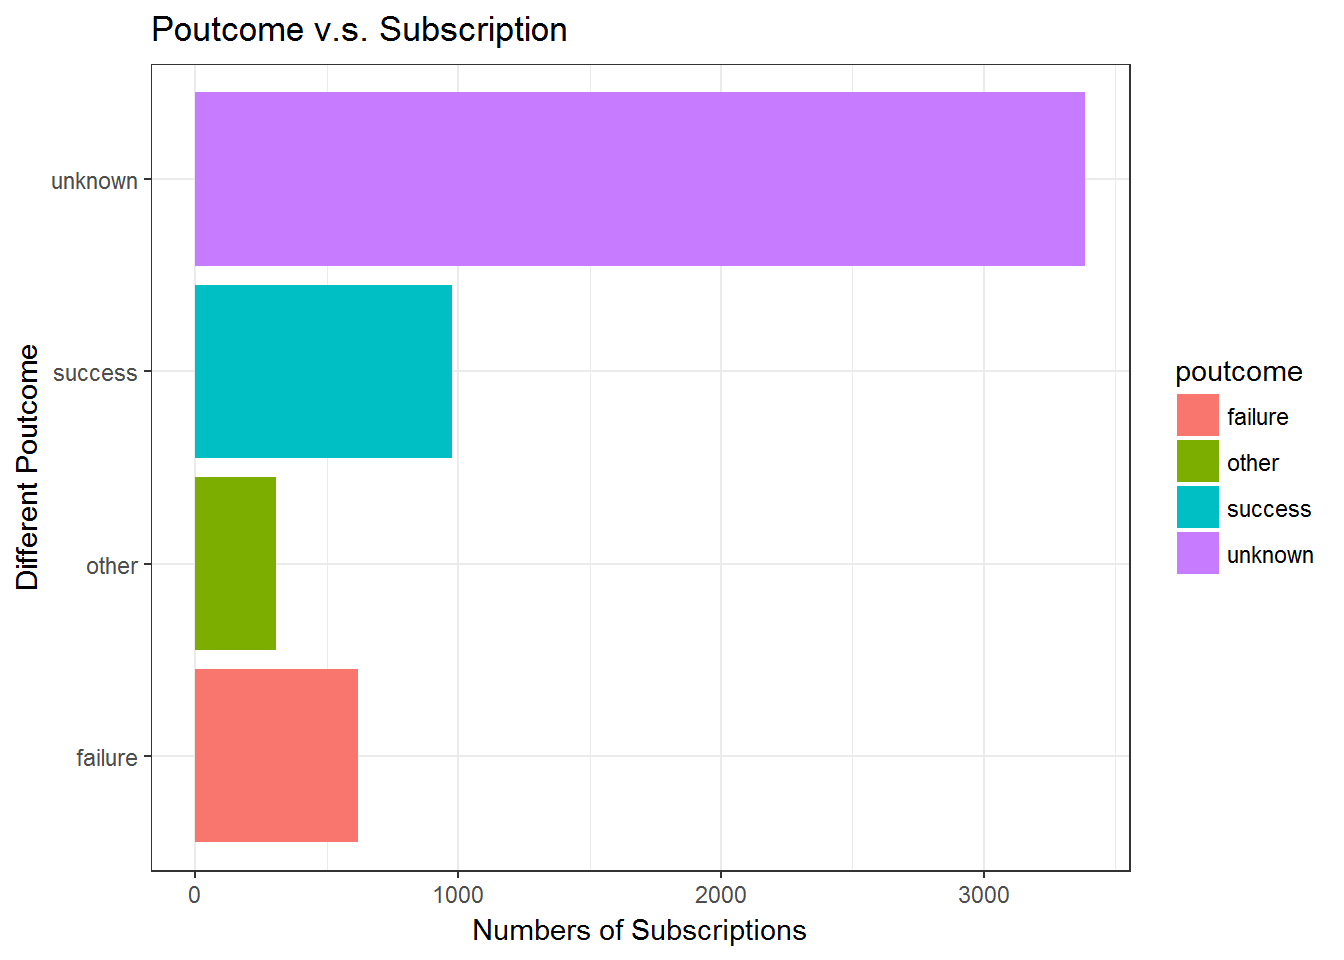 Poutcome v.s. Subscription
Different Poutcome
unknown
success
other
failure
0 1000 2000 3000
Numbers of Subscriptions
poutcome
failure
other
success
unknown